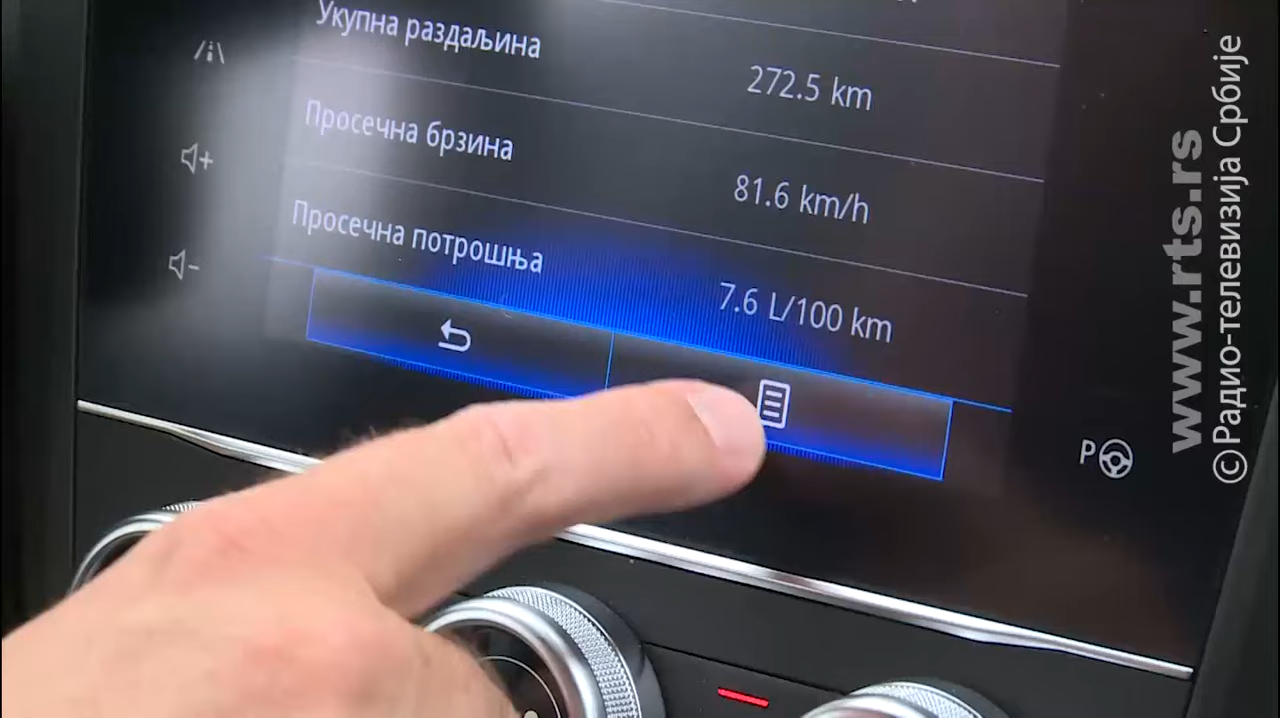 Укупна раздаљина
272.5 km
Просечна брзина
81.6 km/h
Просечна потрошња
7.6 L/100 km
P
www.rts.rs
©Радио-телевизија Србије